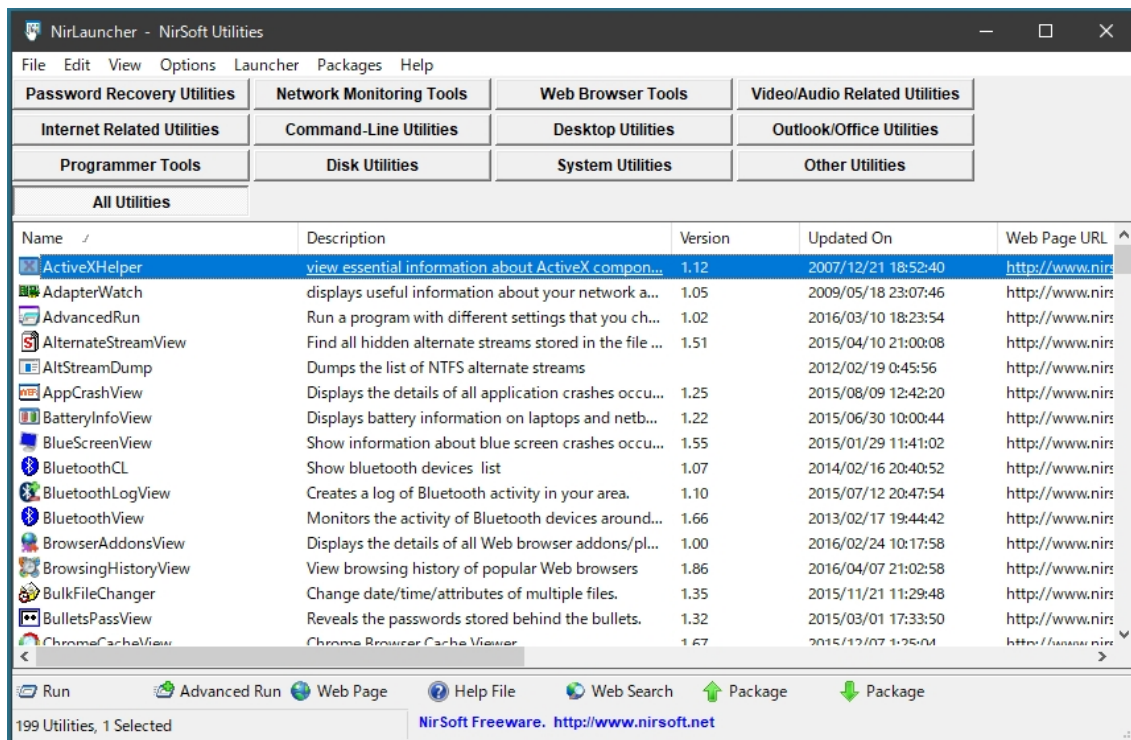 NirLauncher - NirSoft Utilities
File Edit View Options Launcher Packages Help
Password Recovery Utilities Network Monitoring Tools Web Browser Tools Video/Audio Related Utilities
Internet Related Utilities Command-Line Utilities Desktop Utilities Outlook/Office Utilities
Programmer Tools Disk Utilities System Utilities Other Utilities
All Utilities
Name Description Version Updated On Web Page URL
ActiveXHelper view essential information about ActiveX compon... 1.12 2007/12/21 18:52:40 http://www.nirs
AdapterWatch displays useful information about your network a... 1.05 2009/05/18 23:07:46 http://www.nirs
AdvancedRun Run a program with different settings that you ch... 1.02 2016/03/10 18:23:54 http://www.nirs
AlternateStreamView Find all hidden alternate streams stored in the file ... 1.51 2015/04/10 21:00:08 http://www.nirs
AltStreamDump Dumps the list of NTFS alternate streams 2012/02/19 0:45:56 http://www.nirs
AppCrashView Displays the details of all application crashes occu... 1.25 2015/08/09 12:42:20 http://www.nirs
BatteryInfoView Displays battery information on laptops and netb... 1.22 2015/06/30 10:00:44 http://www.nirs
BlueScreenView Show information about blue screen crashes occu... 1.55 2015/01/29 11:41:02 http://www.nirs
BluetoothCL Show bluetooth devices list 1.07 2014/02/16 20:40:52 http://www.nirs
BluetoothLogView Creates a log of Bluetooth activity in your area. 1.10 2015/07/12 20:47:54 http://www.nirs
BluetoothView Monitors the activity of Bluetooth devices around... 1.66 2013/02/17 19:44:42 http://www.nirs
BrowserAddonsView Displays the details of all Web browser addons/pl... 1.00 2016/02/24 10:17:58 http://www.nirs
BrowsingHistoryView View browsing history of popular Web browsers 1.86 2016/04/07 21:02:58 http://www.nirs
BulkFileChanger Change date/time/attributes of multiple files. 1.35 2015/11/21 11:29:48 http://www.nirs
BulletsPassView Reveals the passwords stored behind the bullets. 1.32 2015/03/01 17:33:50 http://www.nirs
ChromeCacheView Chrome Browser Cache Viewer 1.67 2015/12/07 1:25:04 http://www.nirs
Run Advanced Run Web Page Help File Web Search Package Package
199 Utilities, 1 Selected NirSoft Freeware. http://www.nirsoft.net